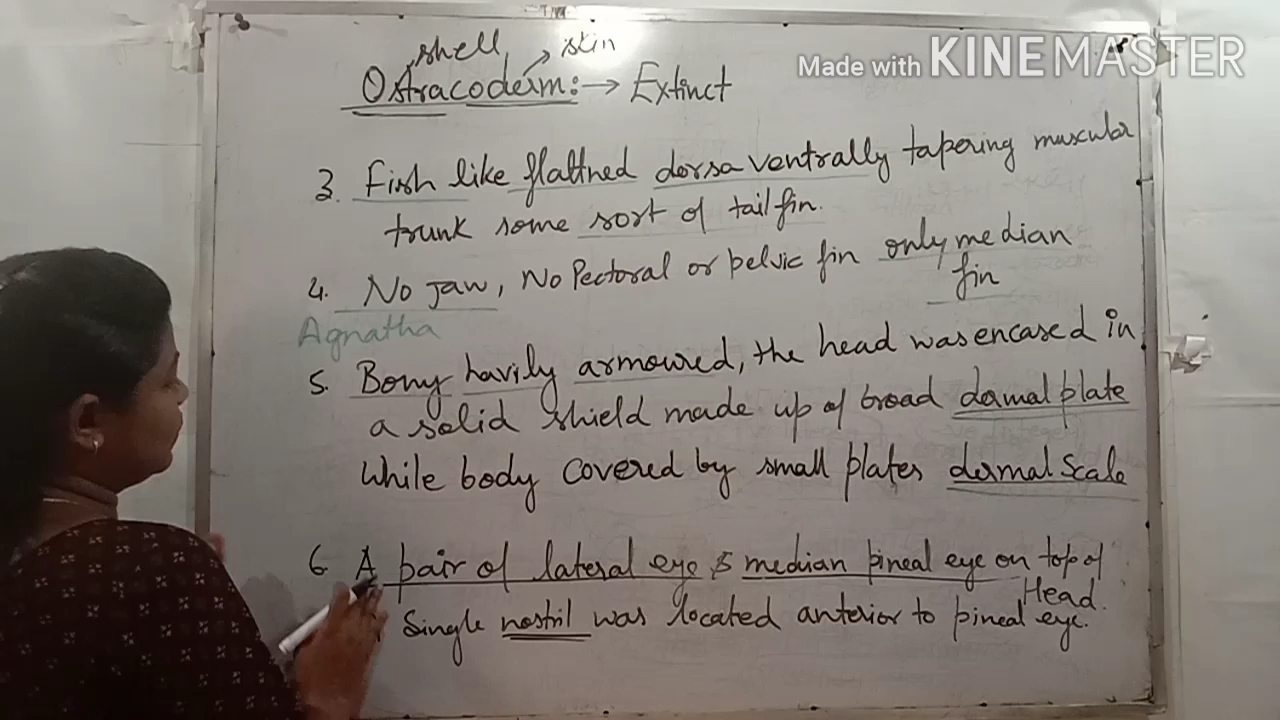 Made with KINEMASTER
shell skin
Ostracoderm: → Extinct
3. Fish like flattned dorsa ventrally tapering muscular
trunk some sort of tail fin.
4. No Jaw, No Pectoral or pelvic fin only median
fin
Agnatha
5. Bony havily armoured, the head was encased in
a solid shield made up of broad dermal plate
While body covered by small plates dermal scale
6 A pair of lateral eye & median pineal eye on top of
Head.
Single nostril was located anterior to pineal eye.